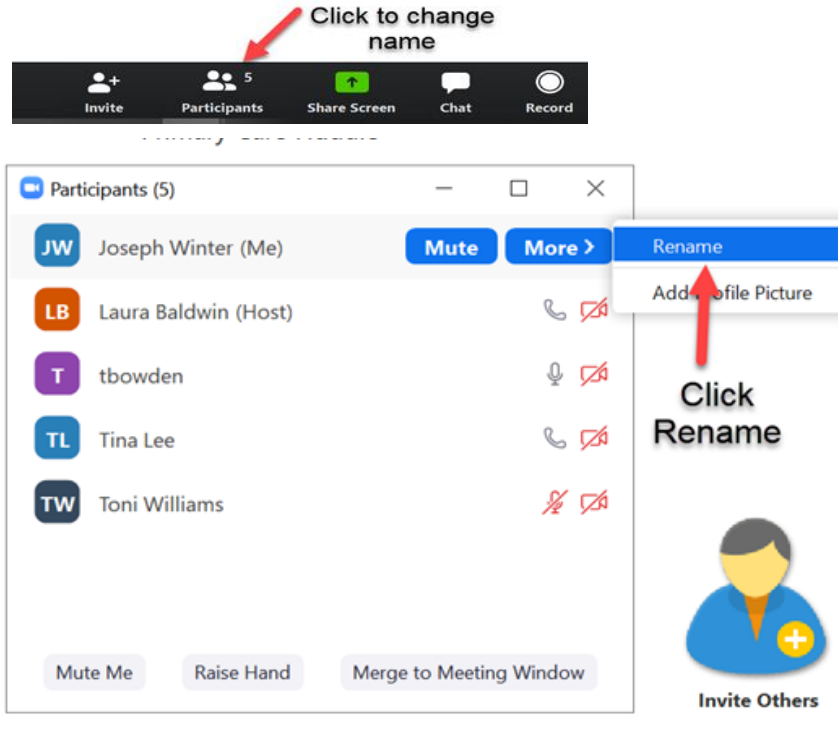 Click to change
name
5
Invite Participants Share Screen Chat Record
Participants (5)
JW Joseph Winter (Me) Mute More >
Rename
LB Laura Baldwin (Host)
Add Profile Picture
T tbowden
Click
Rename
TL Tina Lee
TW Toni Williams
Mute Me Raise Hand Merge to Meeting Window
Invite Others